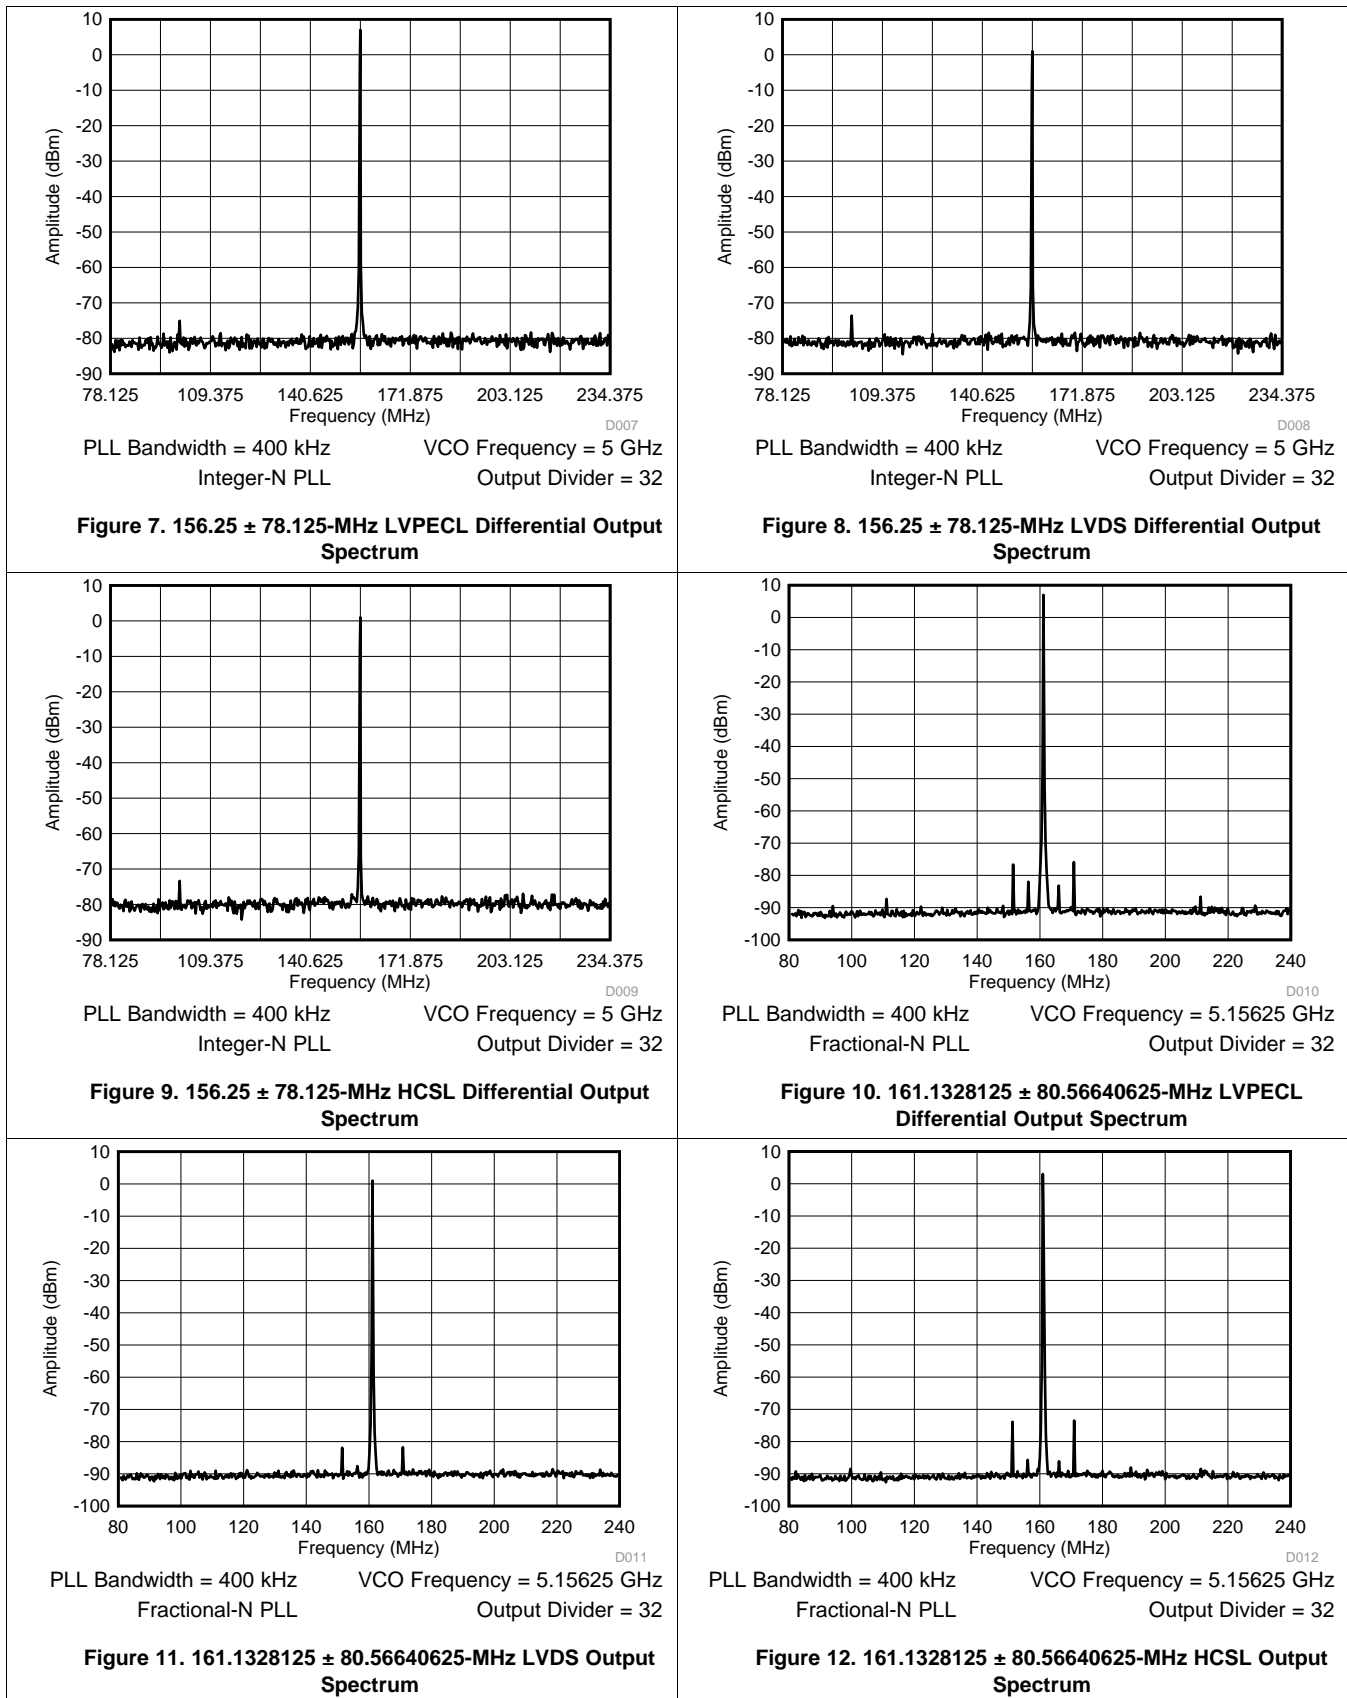 10
0
-10
-20
-30
-40
-50
-60
-70
-80
-90
Amplitude (dBm)
78.125 109.375 140.625 171.875 203.125 234.375
Frequency (MHz)
D007
PLL Bandwidth = 400 kHz VCO Frequency = 5 GHz
Integer-N PLL Output Divider = 32
Figure 7. 156.25 ± 78.125-MHz LVPECL Differential Output
Spectrum
10
0
-10
-20
-30
-40
-50
-60
-70
-80
-90
Amplitude (dBm)
78.125 109.375 140.625 171.875 203.125 234.375
Frequency (MHz)
D008
PLL Bandwidth = 400 kHz VCO Frequency = 5 GHz
Integer-N PLL Output Divider = 32
Figure 8. 156.25 ± 78.125-MHz LVDS Differential Output
Spectrum
10
0
-10
-20
-30
-40
-50
-60
-70
-80
-90
Amplitude (dBm)
78.125 109.375 140.625 171.875 203.125 234.375
Frequency (MHz)
D009
PLL Bandwidth = 400 kHz VCO Frequency = 5 GHz
Integer-N PLL Output Divider = 32
Figure 9. 156.25 ± 78.125-MHz HCSL Differential Output
Spectrum
10
0
-10
-20
-30
-40
-50
-60
-70
-80
-90
-100
Amplitude (dBm)
80 100 120 140 160 180 200 220 240
Frequency (MHz)
D010
PLL Bandwidth = 400 kHz VCO Frequency = 5.15625 GHz
Fractional-N PLL Output Divider = 32
Figure 10. 161.1328125 ± 80.56640625-MHz LVPECL
Differential Output Spectrum
10
0
-10
-20
-30
-40
-50
-60
-70
-80
-90
-100
Amplitude (dBm)
80 100 120 140 160 180 200 220 240
Frequency (MHz)
D011
PLL Bandwidth = 400 kHz VCO Frequency = 5.15625 GHz
Fractional-N PLL Output Divider = 32
Figure 11. 161.1328125 ± 80.56640625-MHz LVDS Output
Spectrum
10
0
-10
-20
-30
-40
-50
-60
-70
-80
-90
-100
Amplitude (dBm)
80 100 120 140 160 180 200 220 240
Frequency (MHz)
D012
PLL Bandwidth = 400 kHz VCO Frequency = 5.15625 GHz
Fractional-N PLL Output Divider = 32
Figure 12. 161.1328125 ± 80.56640625-MHz HCSL Output
Spectrum